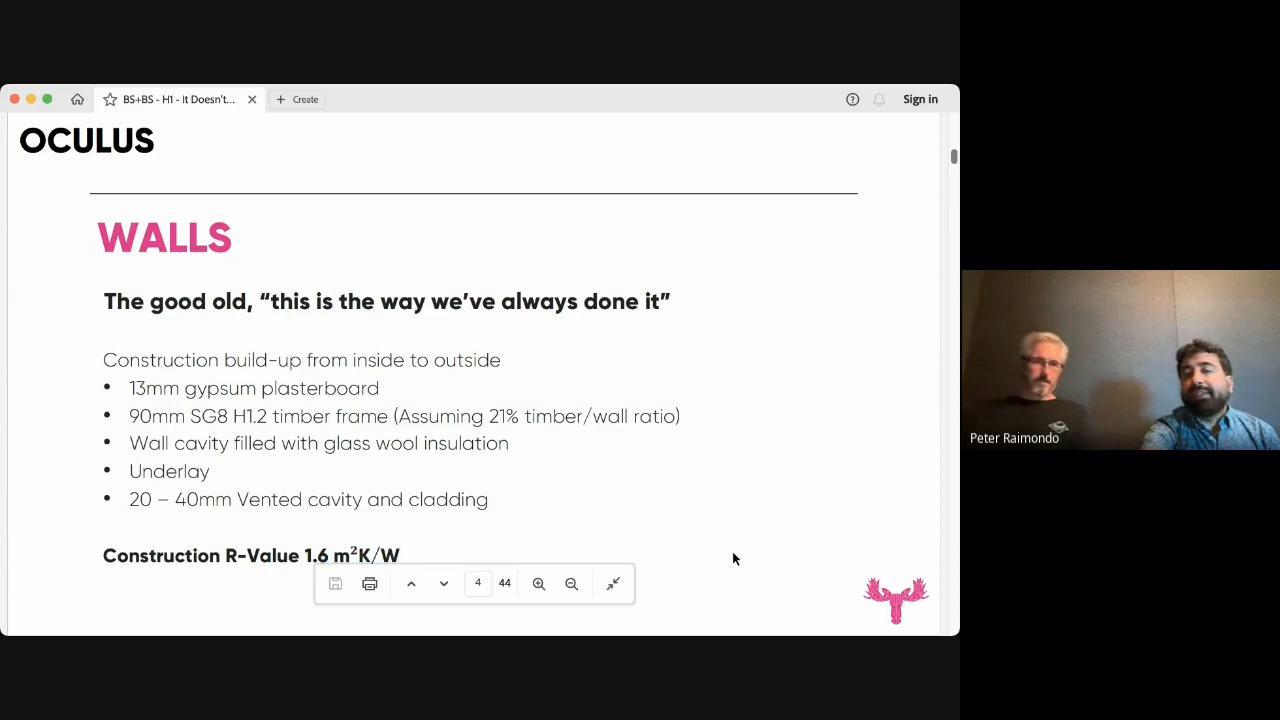 BS+BS - H1 - It Doesn't...
Create
Sign in
OCULUS
WALLS
The good old, “this is the way we’ve always done it”
Construction build-up from inside to outside
• 13mm gypsum plasterboard
• 90mm SG8 H1.2 timber frame (Assuming 21% timber/wall ratio)
• Wall cavity filled with glass wool insulation
• Underlay
• 20 – 40mm Vented cavity and cladding
Construction R-Value 1.6 m²K/W
4 44
Peter Raimondo